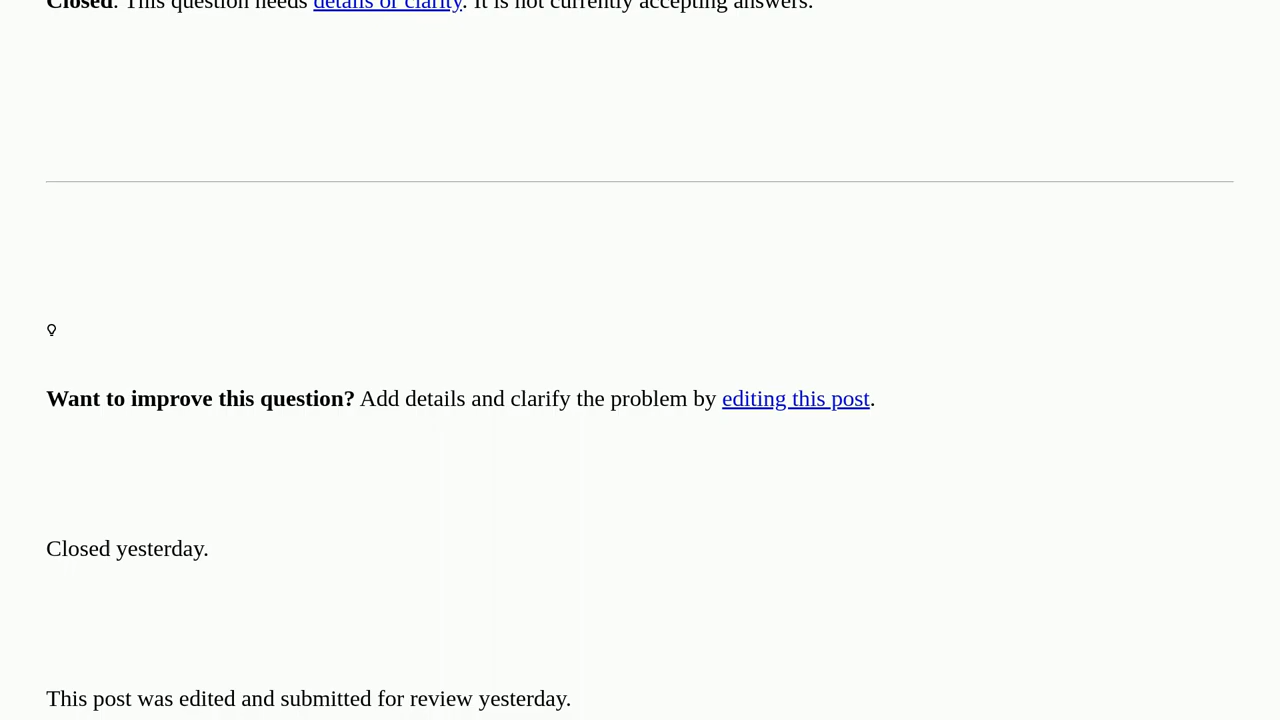 Closed. This question needs details or clarity. It is not currently accepting answers.
Want to improve this question? Add details and clarify the problem by editing this post.
Closed yesterday.
This post was edited and submitted for review yesterday.